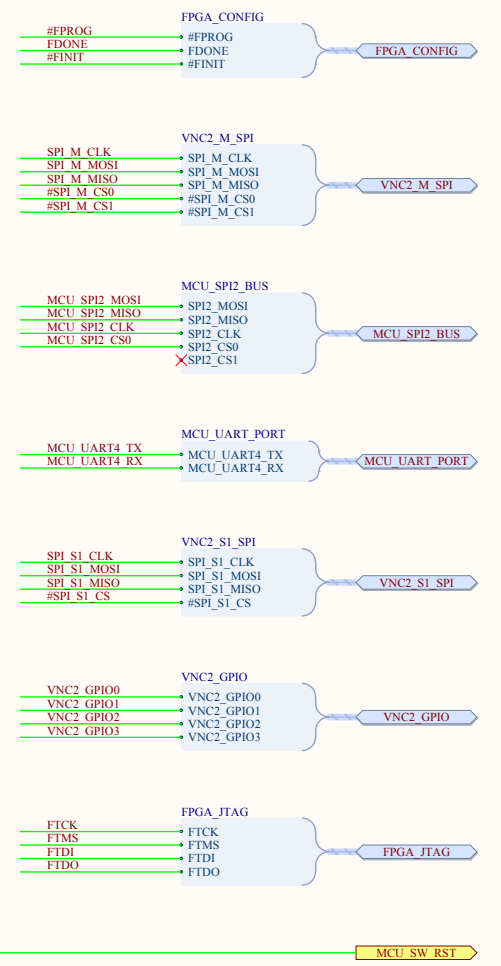 FPGA_CONFIG
#FPROG #FPROG
FDONE FDONE FPGA_CONFIG
#FINIT #FINIT
VNC2_M_SPI
SPI_M_CLK SPI_M_CLK
SPI_M_MOSI SPI_M_MOSI
SPI_M_MISO SPI_M_MISO VNC2_M_SPI
#SPI_M_CS0 #SPI_M_CS0
#SPI_M_CS1 #SPI_M_CS1
MCU_SPI2_BUS
MCU_SPI2_MOSI SPI2_MOSI
MCU_SPI2_MISO SPI2_MISO
MCU_SPI2_CLK SPI2_CLK MCU_SPI2_BUS
MCU_SPI2_CS0 SPI2_CS0
SPI2_CS1
MCU_UART_PORT
MCU_UART4_TX MCU_UART4_TX
MCU_UART4_RX MCU_UART4_RX MCU_UART_PORT
VNC2_S1_SPI
SPI_S1_CLK SPI_S1_CLK
SPI_S1_MOSI SPI_S1_MOSI
SPI_S1_MISO SPI_S1_MISO VNC2_S1_SPI
#SPI_S1_CS #SPI_S1_CS
VNC2_GPIO
VNC2_GPIO0 VNC2_GPIO0
VNC2_GPIO1 VNC2_GPIO1
VNC2_GPIO2 VNC2_GPIO2 VNC2_GPIO
VNC2_GPIO3 VNC2_GPIO3
FPGA_JTAG
FTCK FTCK
FTMS FTMS
FTDI FTDI FPGA_JTAG
FTDO FTDO
MCU_SW_RST